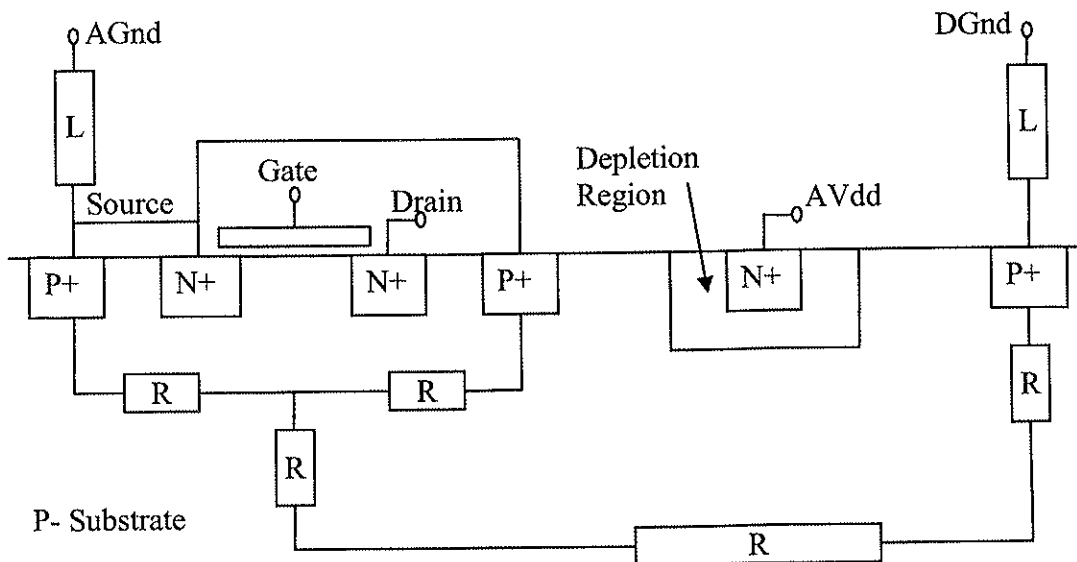 AGnd
DGnd
L
L
Gate
Depletion
Region
Source
Drain
AVdd
P+
N+
N+
P+
N+
P+
R
R
R
R
P- Substrate
R